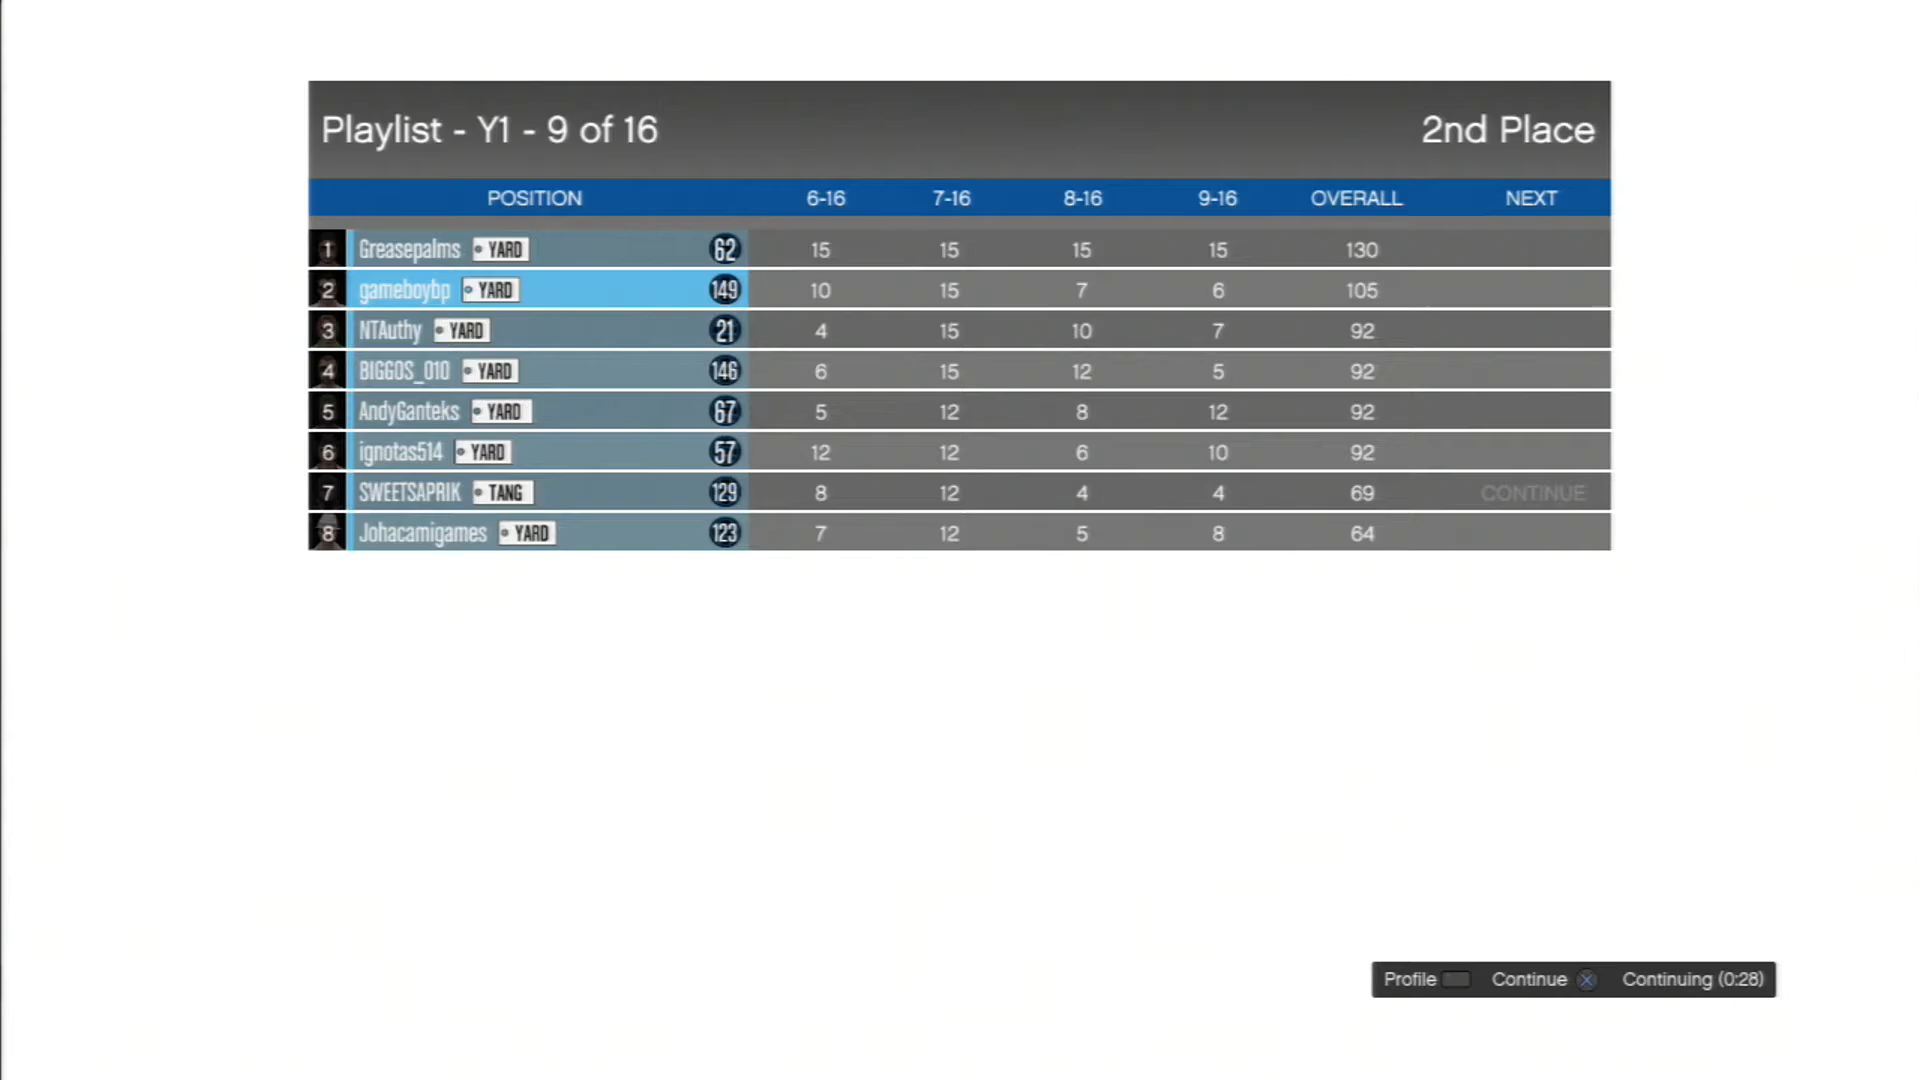 Playlist - Y1 - 9 of 16 2nd Place
POSITION 6-16 7-16 8-16 9-16 OVERALL NEXT
1 Greasepalms YARD 62 15 15 15 15 130
2 gameboybp YARD 149 10 15 7 6 105
3 NTAuthy YARD 21 4 15 10 7 92
4 BIGGOS_010 YARD 146 6 15 12 5 92
5 AndyGanteks YARD 67 5 12 8 12 92
6 ignotas514 YARD 57 12 12 6 10 92
7 SWEETSAPRIK TANG 129 8 12 4 4 69 CONTINUE
8 Johacamigames YARD 123 7 12 5 8 64
Profile Continue Continuing (0:28)